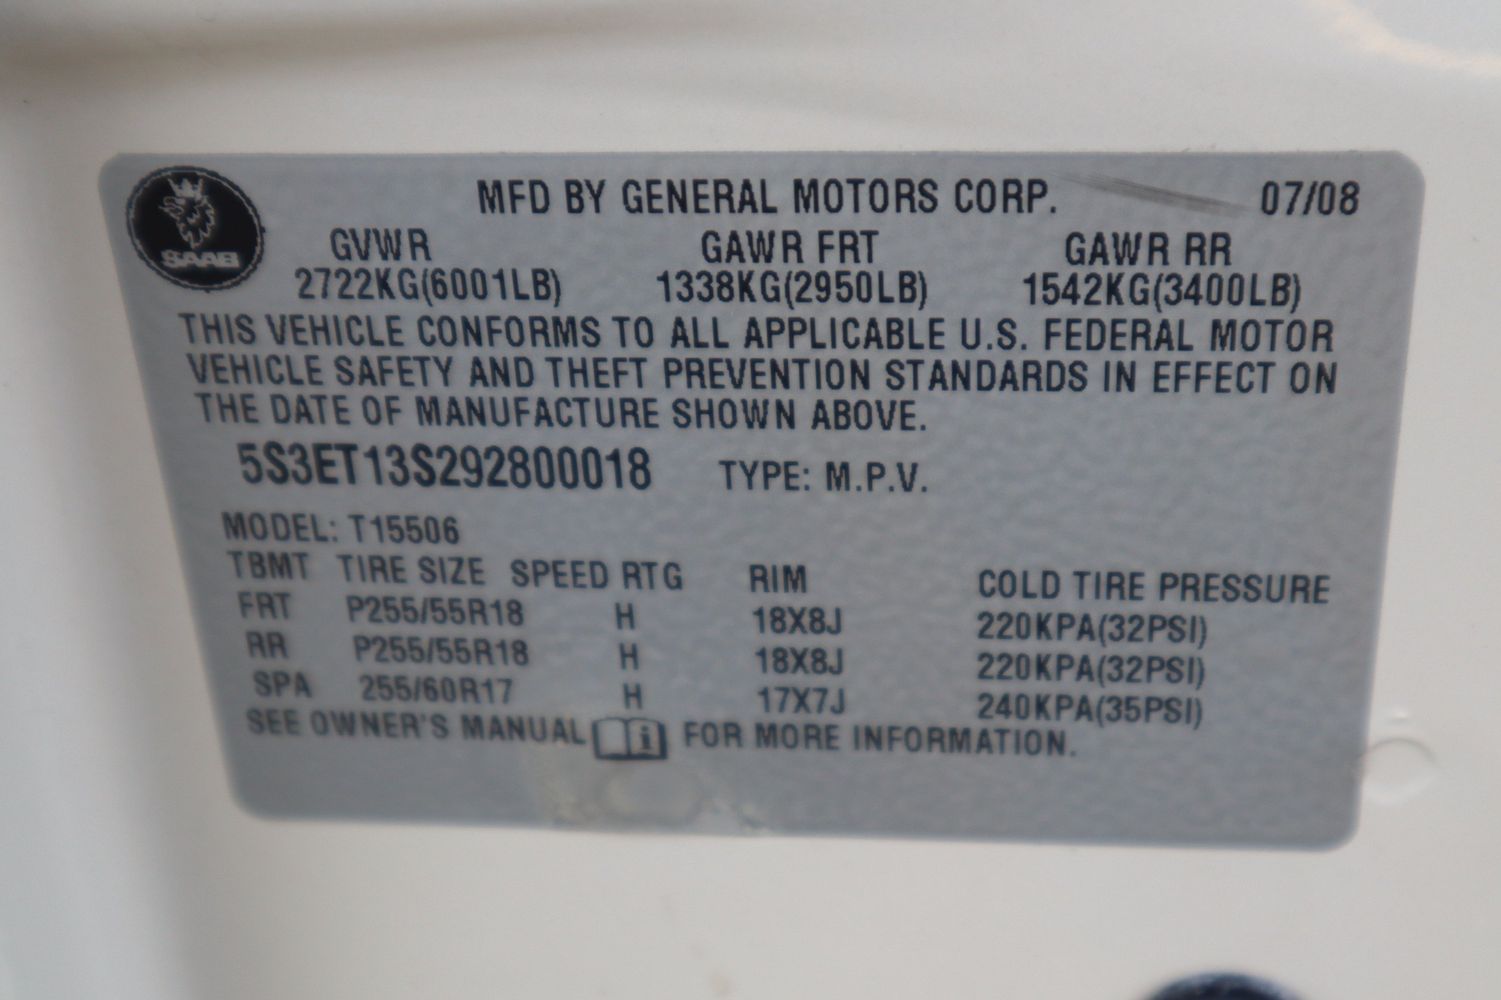 SAAB
MFD BY GENERAL MOTORS CORP. 07/08
GVWR GAWR FRT GAWR RR
2722KG(6001LB) 1338KG(2950LB) 1542KG(3400LB)
THIS VEHICLE CONFORMS TO ALL APPLICABLE U.S. FEDERAL MOTOR
VEHICLE SAFETY AND THEFT PREVENTION STANDARDS IN EFFECT ON
THE DATE OF MANUFACTURE SHOWN ABOVE.
5S3ET13S292800018 TYPE: M.P.V.
MODEL: T15506
TBMT TIRE SIZE SPEED RTG RIM COLD TIRE PRESSURE
FRT P255/55R18 H 18X8J 220KPA(32PSI)
RR P255/55R18 H 18X8J 220KPA(32PSI)
SPA 255/60R17 H 17X7J 240KPA(35PSI)
SEE OWNER'S MANUAL i FOR MORE INFORMATION.